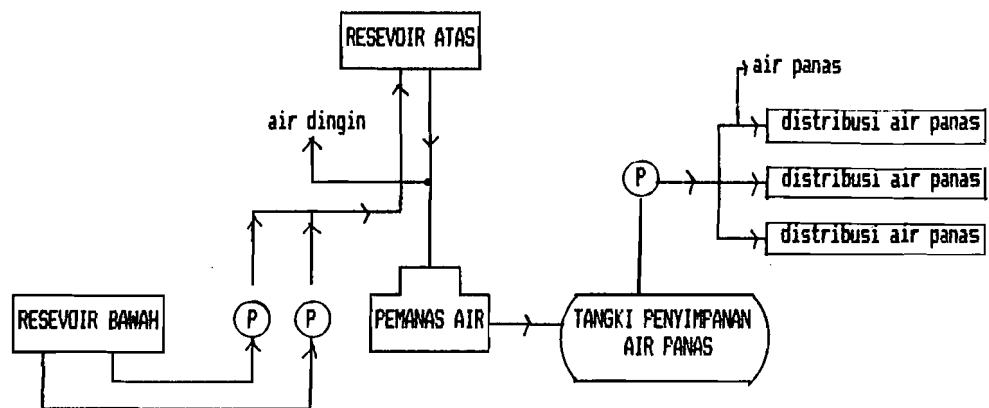 RESEVOIR ATAS
air panas
air dingin
distribusi air panas
distribusi air panas
distribusi air panas
P
RESEVOIR BAWAH
P
P
PEMANAS AIR
TANGKI PENYIMPANAN
AIR PANAS